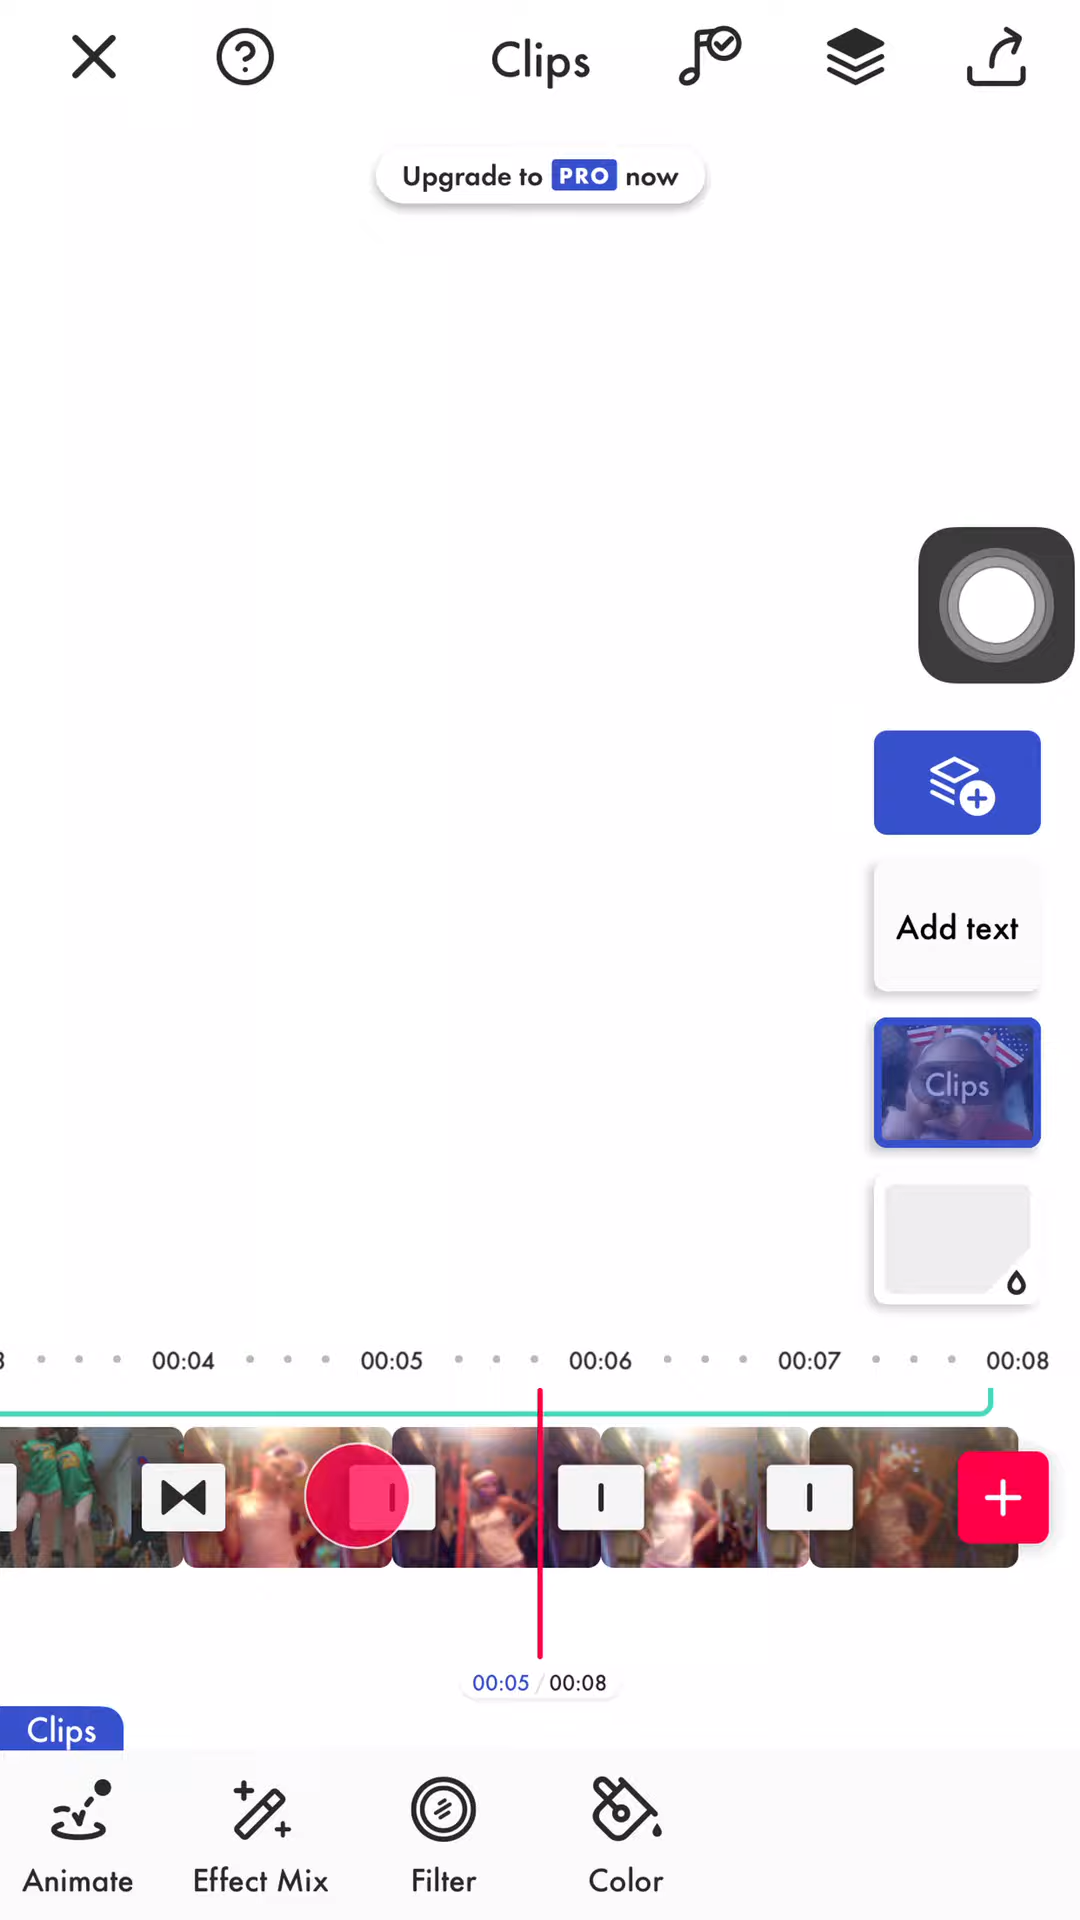 Clips
Upgrade to PRO now
Add text
Clips
3 00:04 00:05 00:06 00:07 00:08
00:05 / 00:08
Clips
Animate Effect Mix Filter Color